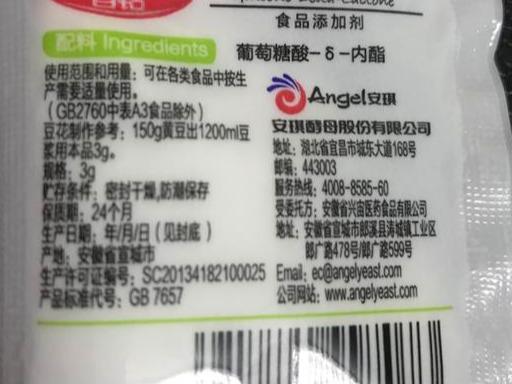 食品添加剂
配料 Ingredients
葡萄糖酸-δ-内酯
使用范围和用量：可在各类食品中按生
产需要适量使用。
（GB2760中表A3食品除外）
豆花制作参考：150g黄豆出1200ml豆
浆用本品3g。
规格：3g
贮存条件：密封干燥,防潮保存
保质期：24个月
生产日期：年/月/日（见封底）
产地：安徽省宣城市
生产许可证编号：SC20134182100025
产品标准代号：GB 7657
Angel安琪
安琪酵母股份有限公司
地址：湖北省宜昌市城东大道168号
邮编：443003
服务热线：4008-8585-60
受委托方：安徽省兴宙医药食品有限公司
地址：安徽省宣城市郎溪县涛城镇工业区
郎广路478号/郎广路599号
Email：ec@angelyeast.com
公司网站：www.angelyeast.com